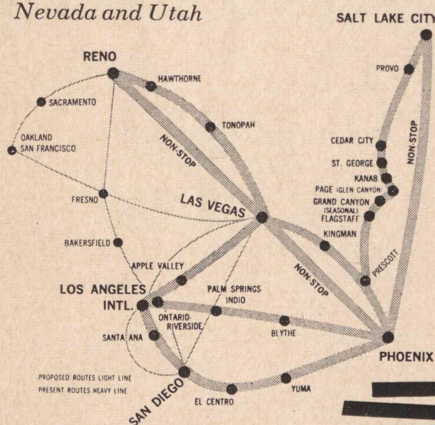 Nevada and Utah
SALT LAKE CITY
RENO
PROVO
HAWTHORNE
SACRAMENTO
TONOPAH
OAKLAND
SAN FRANCISCO
NON-STOP
NON-STOP
CEDAR CITY
ST. GEORGE
KANAB
PAGE (GLEN CANYON)
GRAND CANYON
(SEASONAL)
FLAGSTAFF
FRESNO
LAS VEGAS
KINGMAN
BAKERSFIELD
PRESCOTT
NON-STOP
APPLE VALLEY
LOS ANGELES
INTL.
PALM SPRINGS
INDIO
ONTARIO-
RIVERSIDE
SANTA ANA
BLYTHE
PHOENIX
PROPOSED ROUTES LIGHT LINE
PRESENT ROUTES HEAVY LINE
SAN DIEGO
EL CENTRO
YUMA